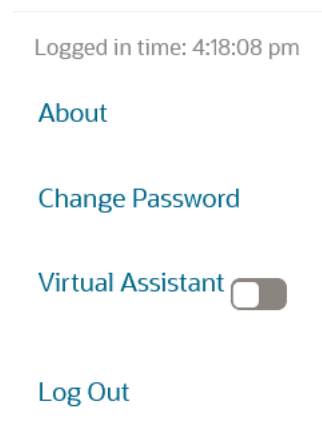 Logged in time: 4:18:08 pm
About
Change Password
Virtual Assistant
Log Out